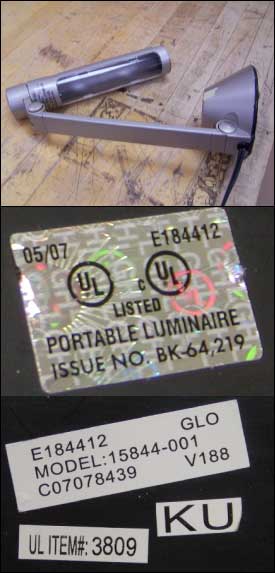 05/07 E184412
UL c UL
LISTED
PORTABLE LUMINAIRE
ISSUE NO. BK-64,219
E184412 GLO
MODEL:15844-001
C07078439 V188
KU
UL ITEM#: 3809